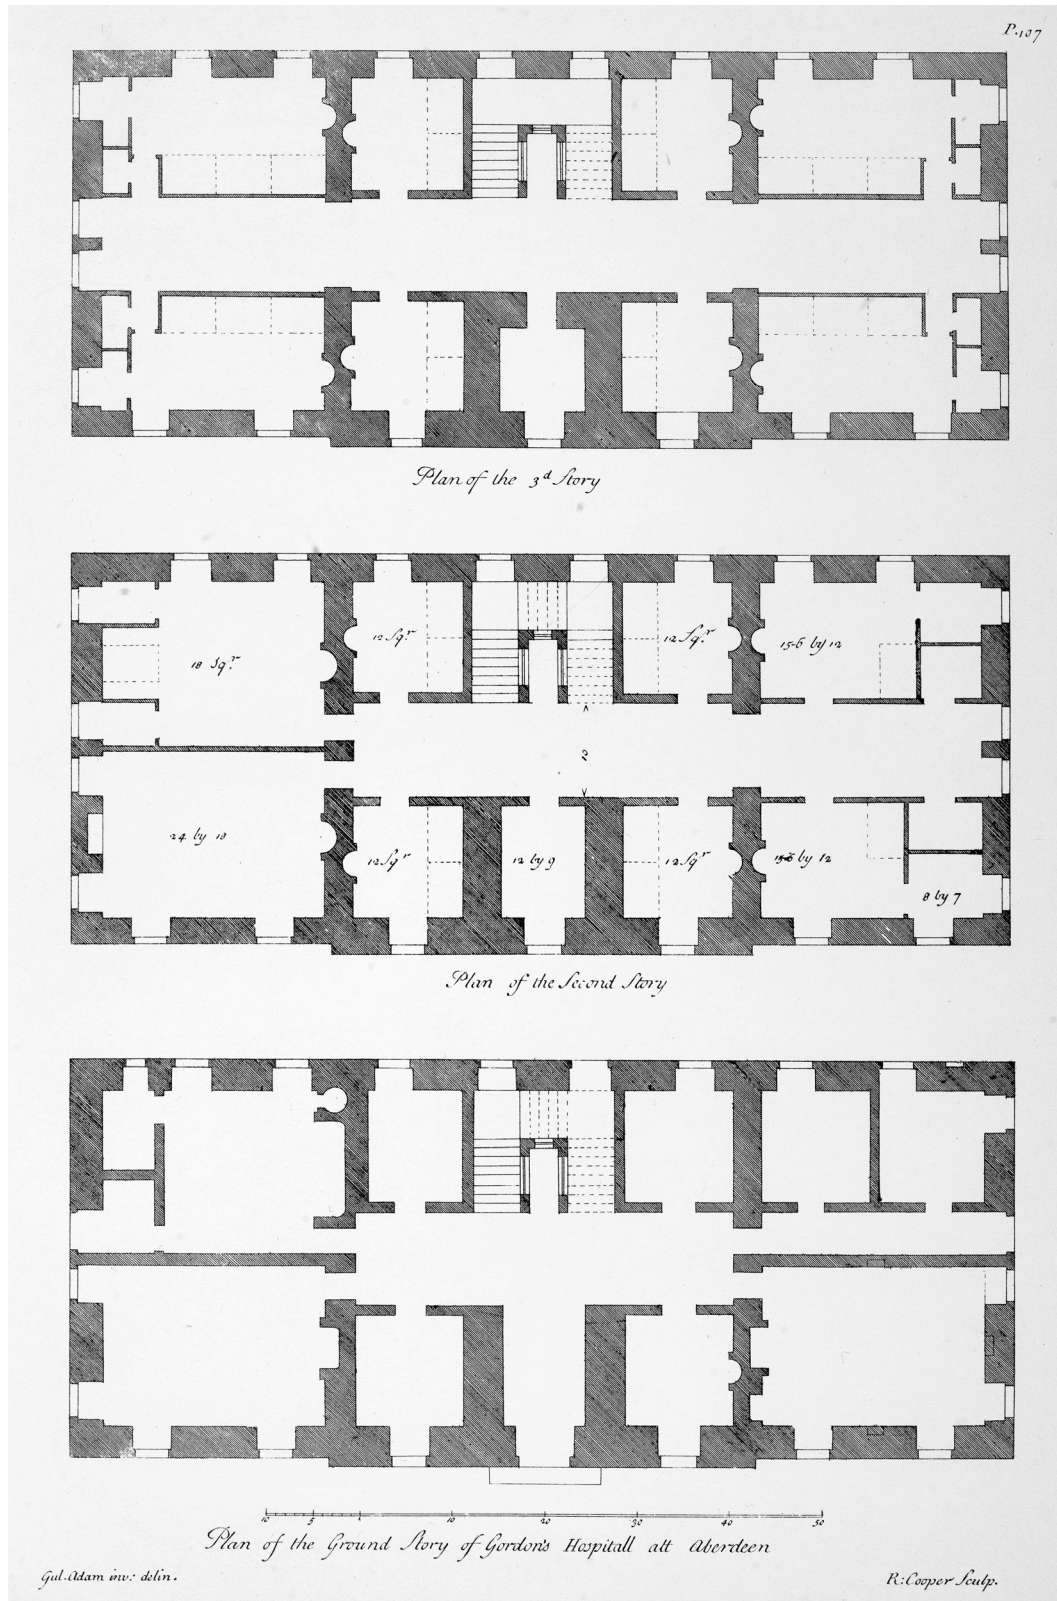 P. 107
Plan of the 3d Story
12 Sqr.
12 Sqr.
15-6 by 12
18 Sqr.
9
24 by 18
12 Sqr
12 by 9
12 Sqr
by 12
8 by 7
Plan of the Second Story
10 5 1 10 20 30 40 50
Plan of the Ground Story of Gordon's Hospitall att Aberdeen
Gul. Adam inv: delin.
R: Cooper Sculp.